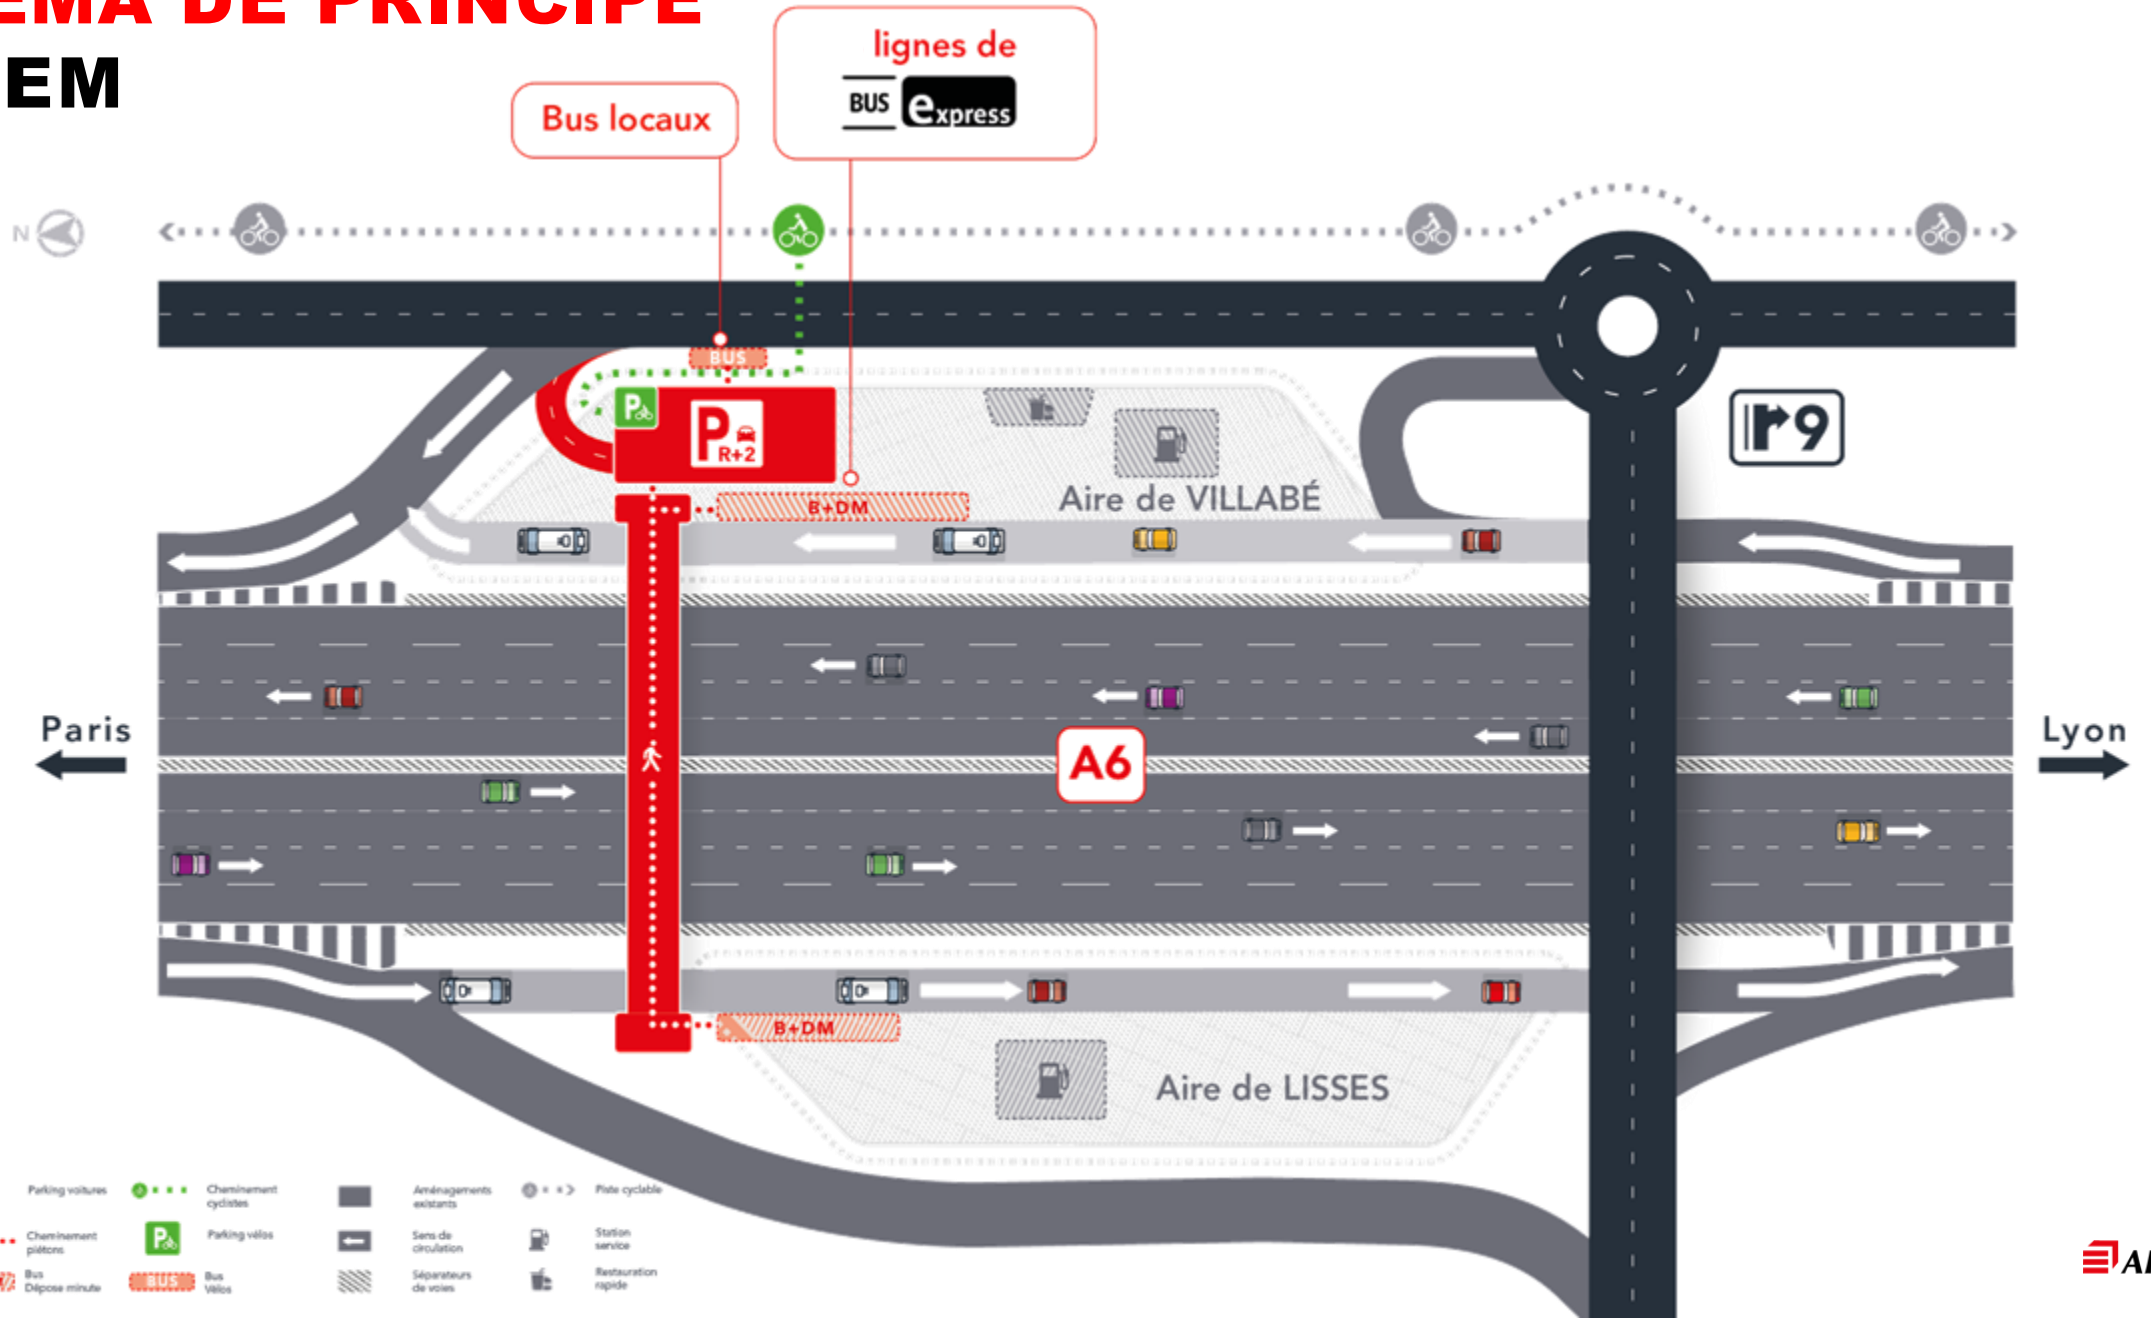 EMA DE PRINCIPE
EM
lignes de
BUS express
Bus locaux
N
BUS
P
P
R+2
B+DM
Aire de VILLABÉ
9
Paris
A6
Lyon
B+DM
Aire de LISSES
Parking voitures
Cheminement
cyclistes
Aménagements
existants
Piste cyclable
Cheminement
piétons
P
Parking vélos
Sens de
circulation
Station
service
Bus
Dépose minute
BUS
Bus
Vélos
Séparateurs
de voies
Restauration
rapide